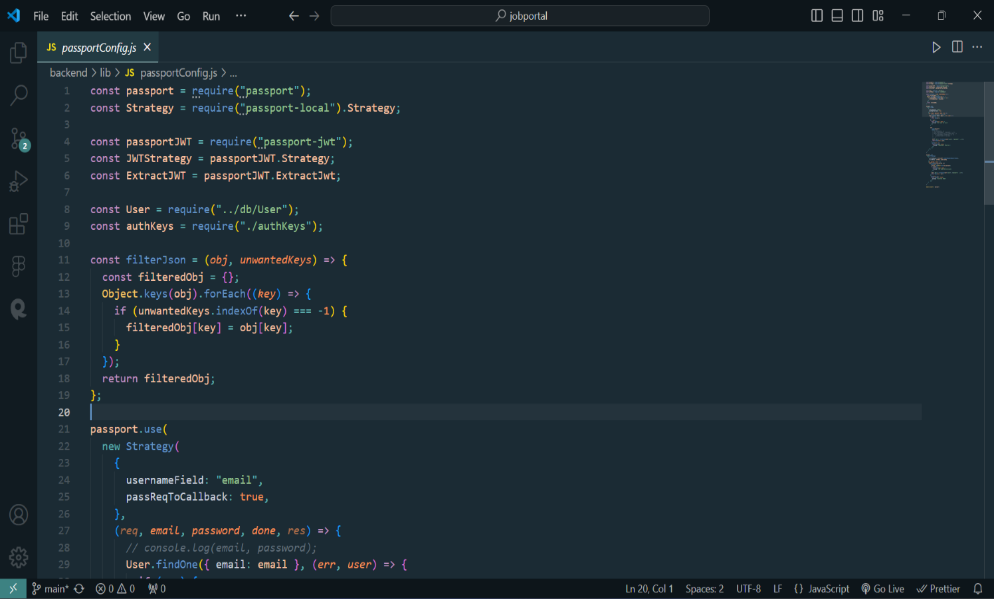 File Edit Selection View Go Run ··· jobportal
JS passportConfig.js
backend > lib > JS passportConfig.js > ...
1 const passport = require("passport");
2 const Strategy = require("passport-local").Strategy;
3
4 const passportJWT = require("passport-jwt");
5 const JWTStrategy = passportJWT.Strategy;
6 const ExtractJWT = passportJWT.ExtractJwt;
7
8 const User = require("../db/User");
9 const authKeys = require("./authKeys");
10
11 const filterJson = (obj, unwantedKeys) => {
12 const filteredObj = {};
13 Object.keys(obj).forEach((key) => {
14 if (unwantedKeys.indexOf(key) === -1) {
15 filteredObj[key] = obj[key];
16 }
17 });
18 return filteredObj;
19 };
20
21 passport.use(
22 new Strategy(
23 {
24 usernameField: "email",
25 passReqToCallback: true,
26 },
27 (req, email, password, done, res) => {
28 // console.log(email, password);
29 User.findOne({ email: email }, (err, user) => {
2
main* 0 0 0 Ln 20, Col 1 Spaces: 2 UTF-8 LF {} JavaScript Go Live Prettier